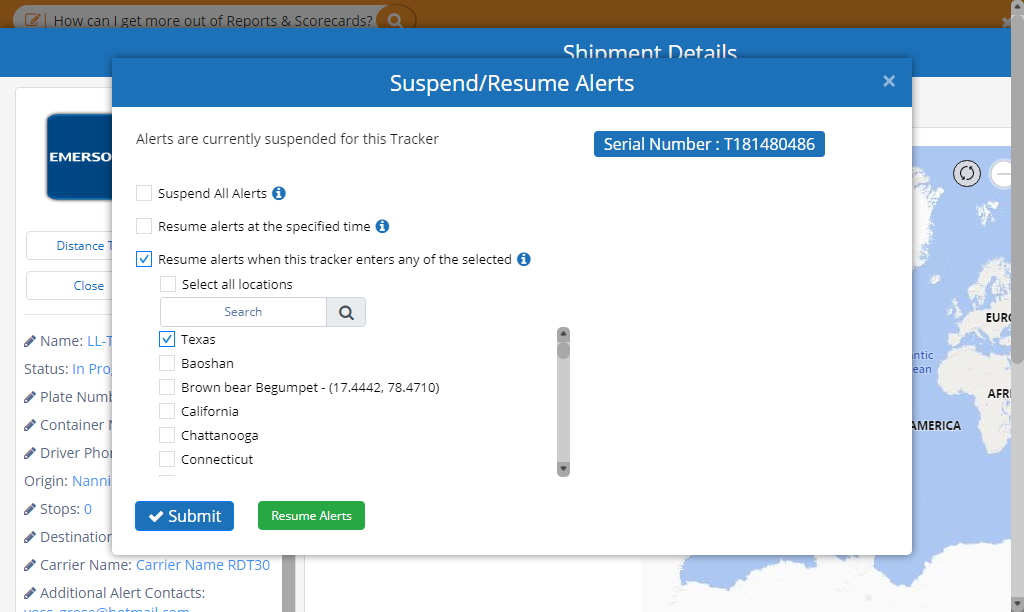 How can I get more out of Reports & Scorecards?
Shipment Details
Suspend/Resume Alerts
Alerts are currently suspended for this Tracker
Serial Number : T181480486
EMERSO
Suspend All Alerts
Resume alerts at the specified time
Distance T
Resume alerts when this tracker enters any of the selected
Close
Select all locations
Search
Name: LL-T
Texas
Status: In Pro
Baoshan
Plate Numb
Brown bear Begumpet - (17.4442, 78.4710)
Container N
California
Driver Phon
Chattanooga
Origin: Nanni
Connecticut
Stops: 0
Submit
Resume Alerts
Destination
Carrier Name: Carrier Name RDT30
Additional Alert Contacts:
EURO
ntic
ean
AFRI
AMERICA